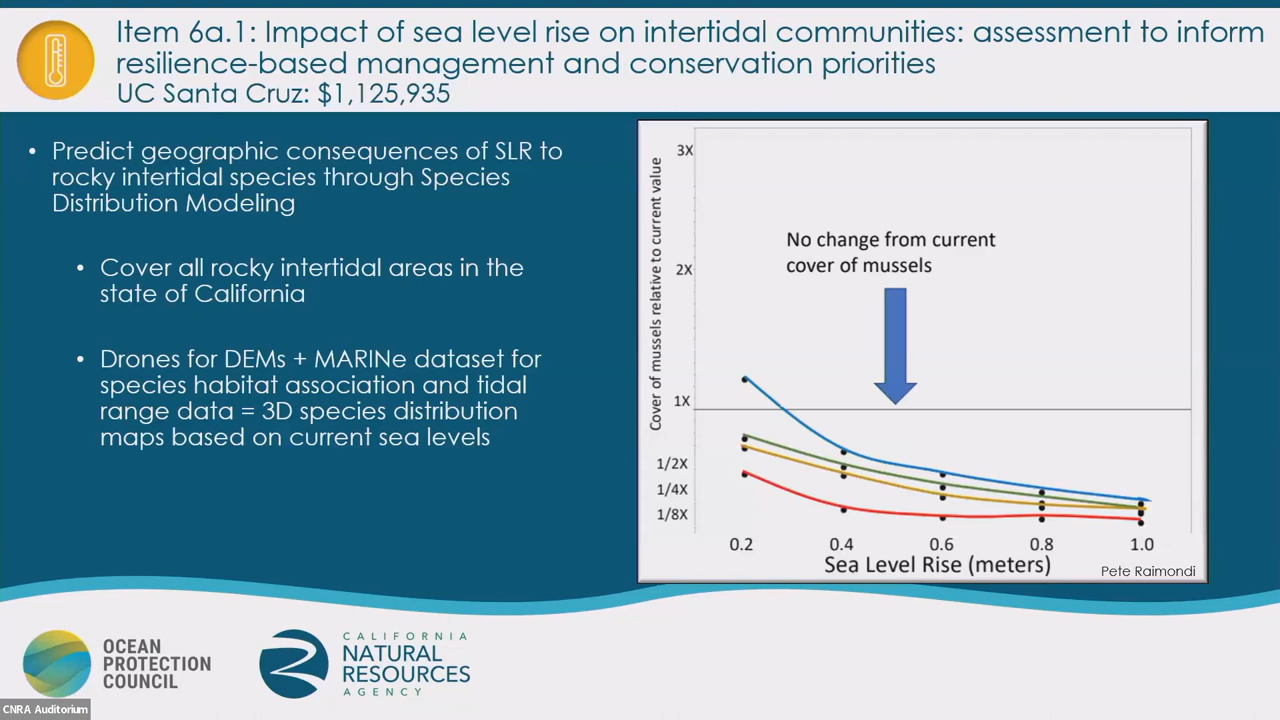 Item 6a.1: Impact of sea level rise on intertidal communities: assessment to inform
resilience-based management and conservation priorities
UC Santa Cruz: $1,125,935
• Predict geographic consequences of SLR to
rocky intertidal species through Species
Distribution Modeling
• Cover all rocky intertidal areas in the
state of California
• Drones for DEMs + MARINe dataset for
species habitat association and tidal
range data = 3D species distribution
maps based on current sea levels
Cover of mussels relative to current value
3X
2X
1X
1/2X
1/4X
1/8X
No change from current
cover of mussels
0.2 0.4 0.6 0.8 1.0
Sea Level Rise (meters)
Pete Raimondi
OCEAN
PROTECTION
COUNCIL
CALIFORNIA
NATURAL
RESOURCES
AGENCY
CNRA Auditorium